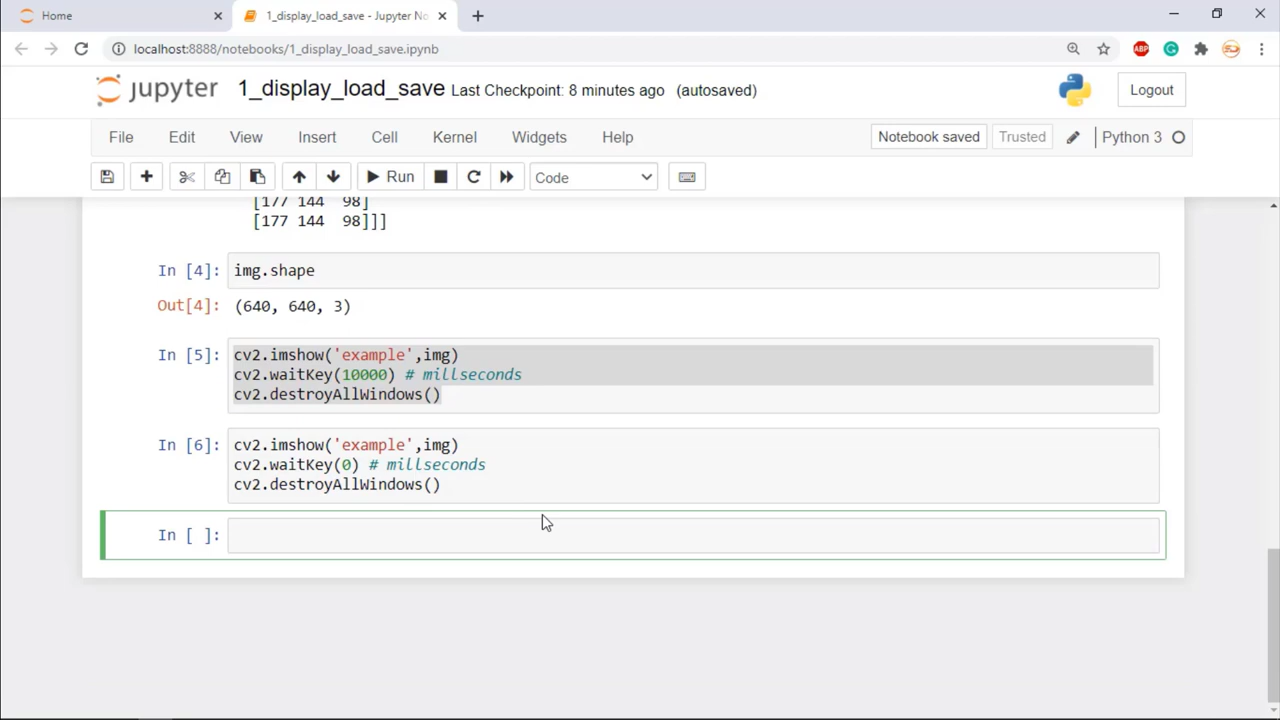 Home
1_display_load_save - Jupyter No
localhost:8888/notebooks/1_display_load_save.ipynb
ABP
jupyter 1_display_load_save Last Checkpoint: 8 minutes ago (autosaved)
Logout
File Edit View Insert Cell Kernel Widgets Help
Notebook saved Trusted Python 3
Run Code
[177 144 98]
[177 144 98]]]
In [4]: img.shape
Out[4]: (640, 640, 3)
In [5]: cv2.imshow('example',img)
cv2.waitKey(10000) # millseconds
cv2.destroyAllWindows()
In [6]: cv2.imshow('example',img)
cv2.waitKey(0) # millseconds
cv2.destroyAllWindows()
In [ ]: